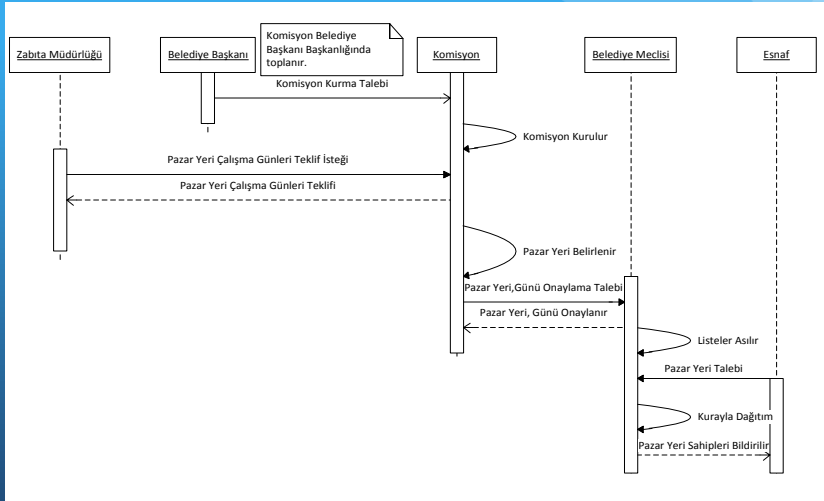 Komisyon Belediye
Başkanı Başkanlığında
toplanır.
Zabıta Müdürlüğü
Belediye Başkanı
Komisyon
Belediye Meclisi
Esnaf
Komisyon Kurma Talebi
Komisyon Kurulur
Pazar Yeri Çalışma Günleri Teklif İsteği
Pazar Yeri Çalışma Günleri Teklifi
Pazar Yeri Belirlenir
Pazar Yeri,Günü Onaylama Talebi
Pazar Yeri, Günü Onaylanır
Listeler Asılır
Pazar Yeri Talebi
Kurayla Dağıtım
Pazar Yeri Sahipleri Bildirilir